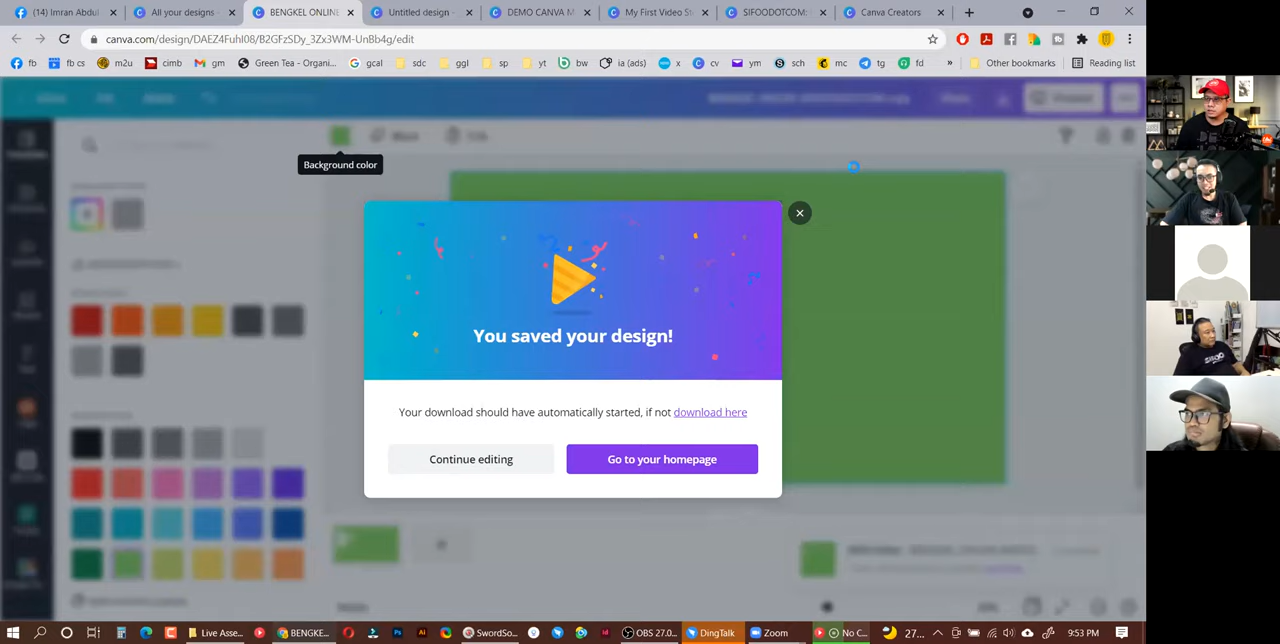 (14) Imran Abdul
All your designs -
BENGKEL ONLINE
Untitled design -
DEMO CANVA M
My First Video St
SIFOODOTCOM:
Canva Creators
canva.com/design/DAEZ4FuhI08/B2GFzSDy_3Zx3WM-UnBb4g/edit
fb
fb cs
m2u
cimb
gm
Green Tea - Organi...
gcal
sdc
ggl
sp
yt
bw
ia (ads)
x
cv
ym
sch
mc
tg
fd
»
Other bookmarks
Reading list
Background color
You saved your design!
Your download should have automatically started, if not download here
Continue editing
Go to your homepage
Live Asse...
BENGKE...
SwordSo...
OBS 27.0...
DingTalk
Zoom
No C...
27...
9:53 PM